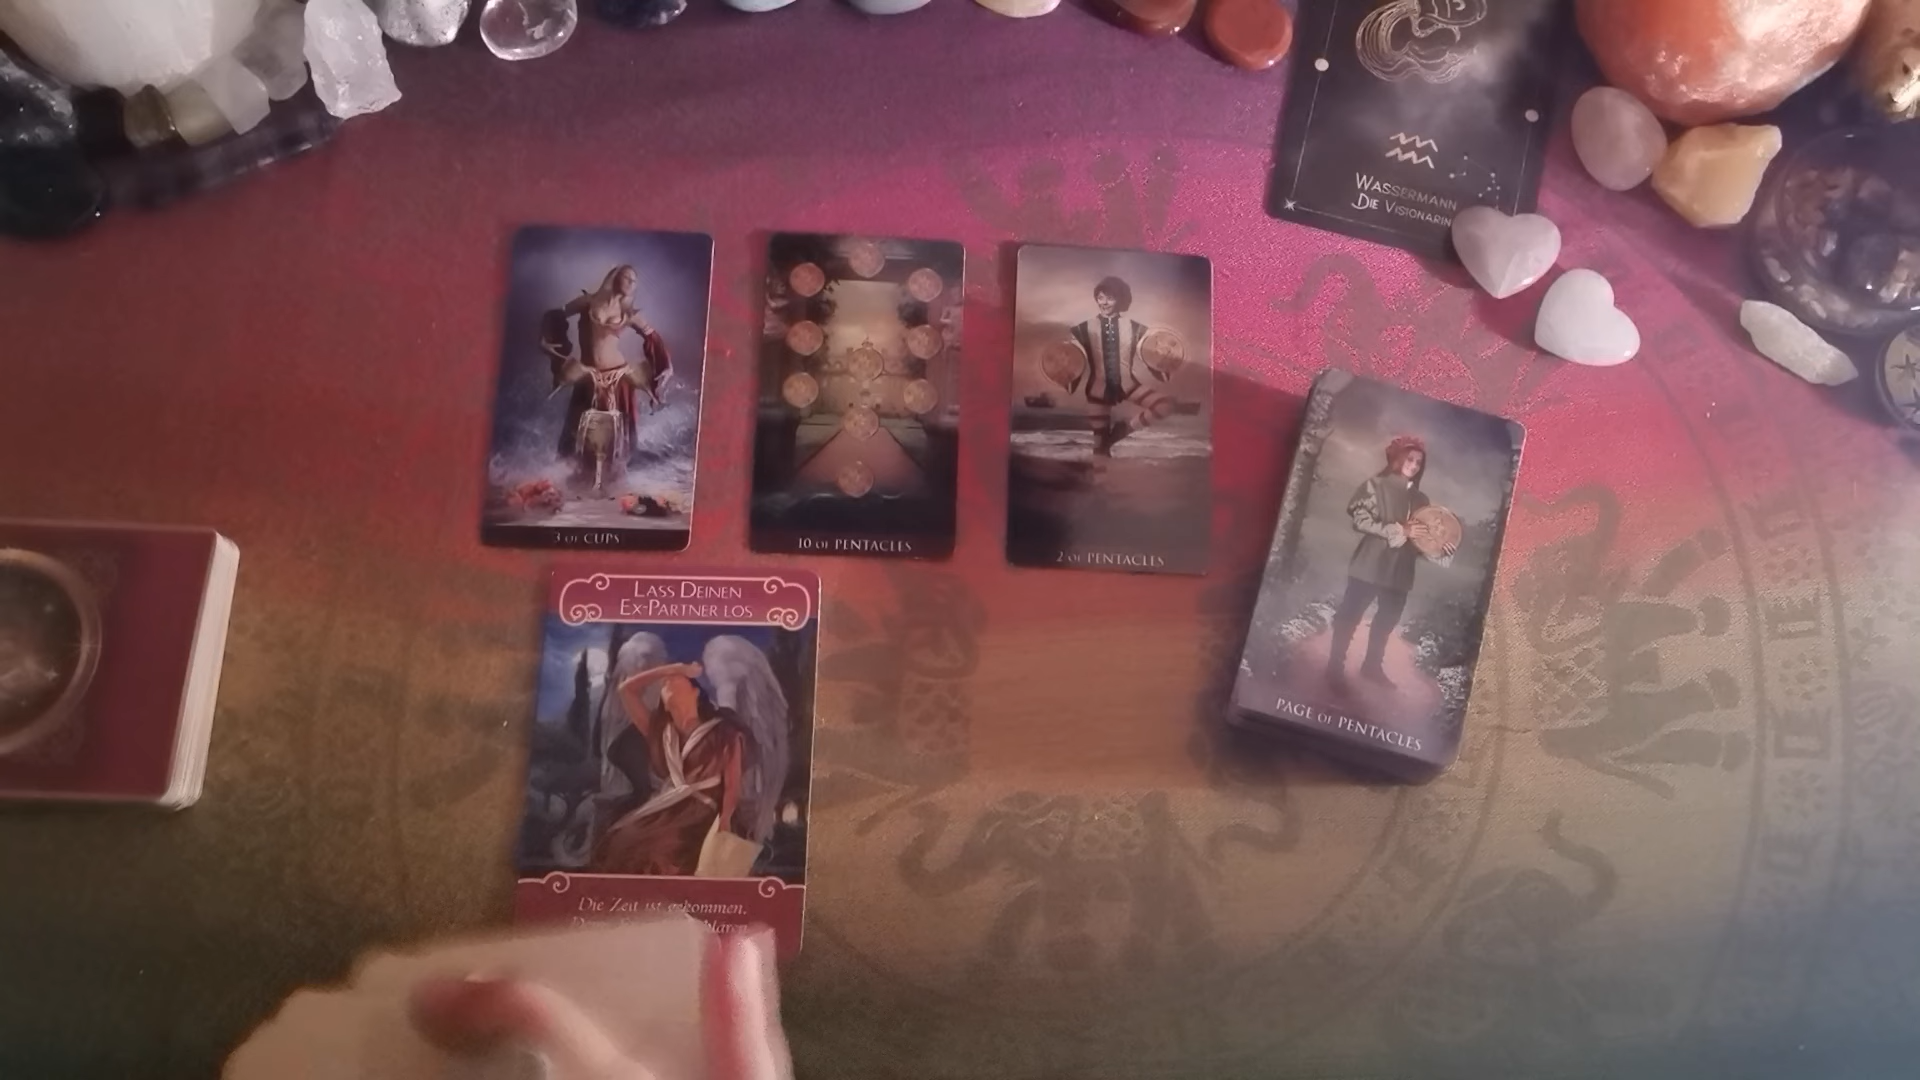 WASSERMANN
DIE VISIONARIN
3 OF CUPS
10 OF PENTACLES
2 OF PENTACLES
PAGE OF PENTACLES
LASS DEINEN
EX-PARTNER LOS
Die Zeit ist gekommen,